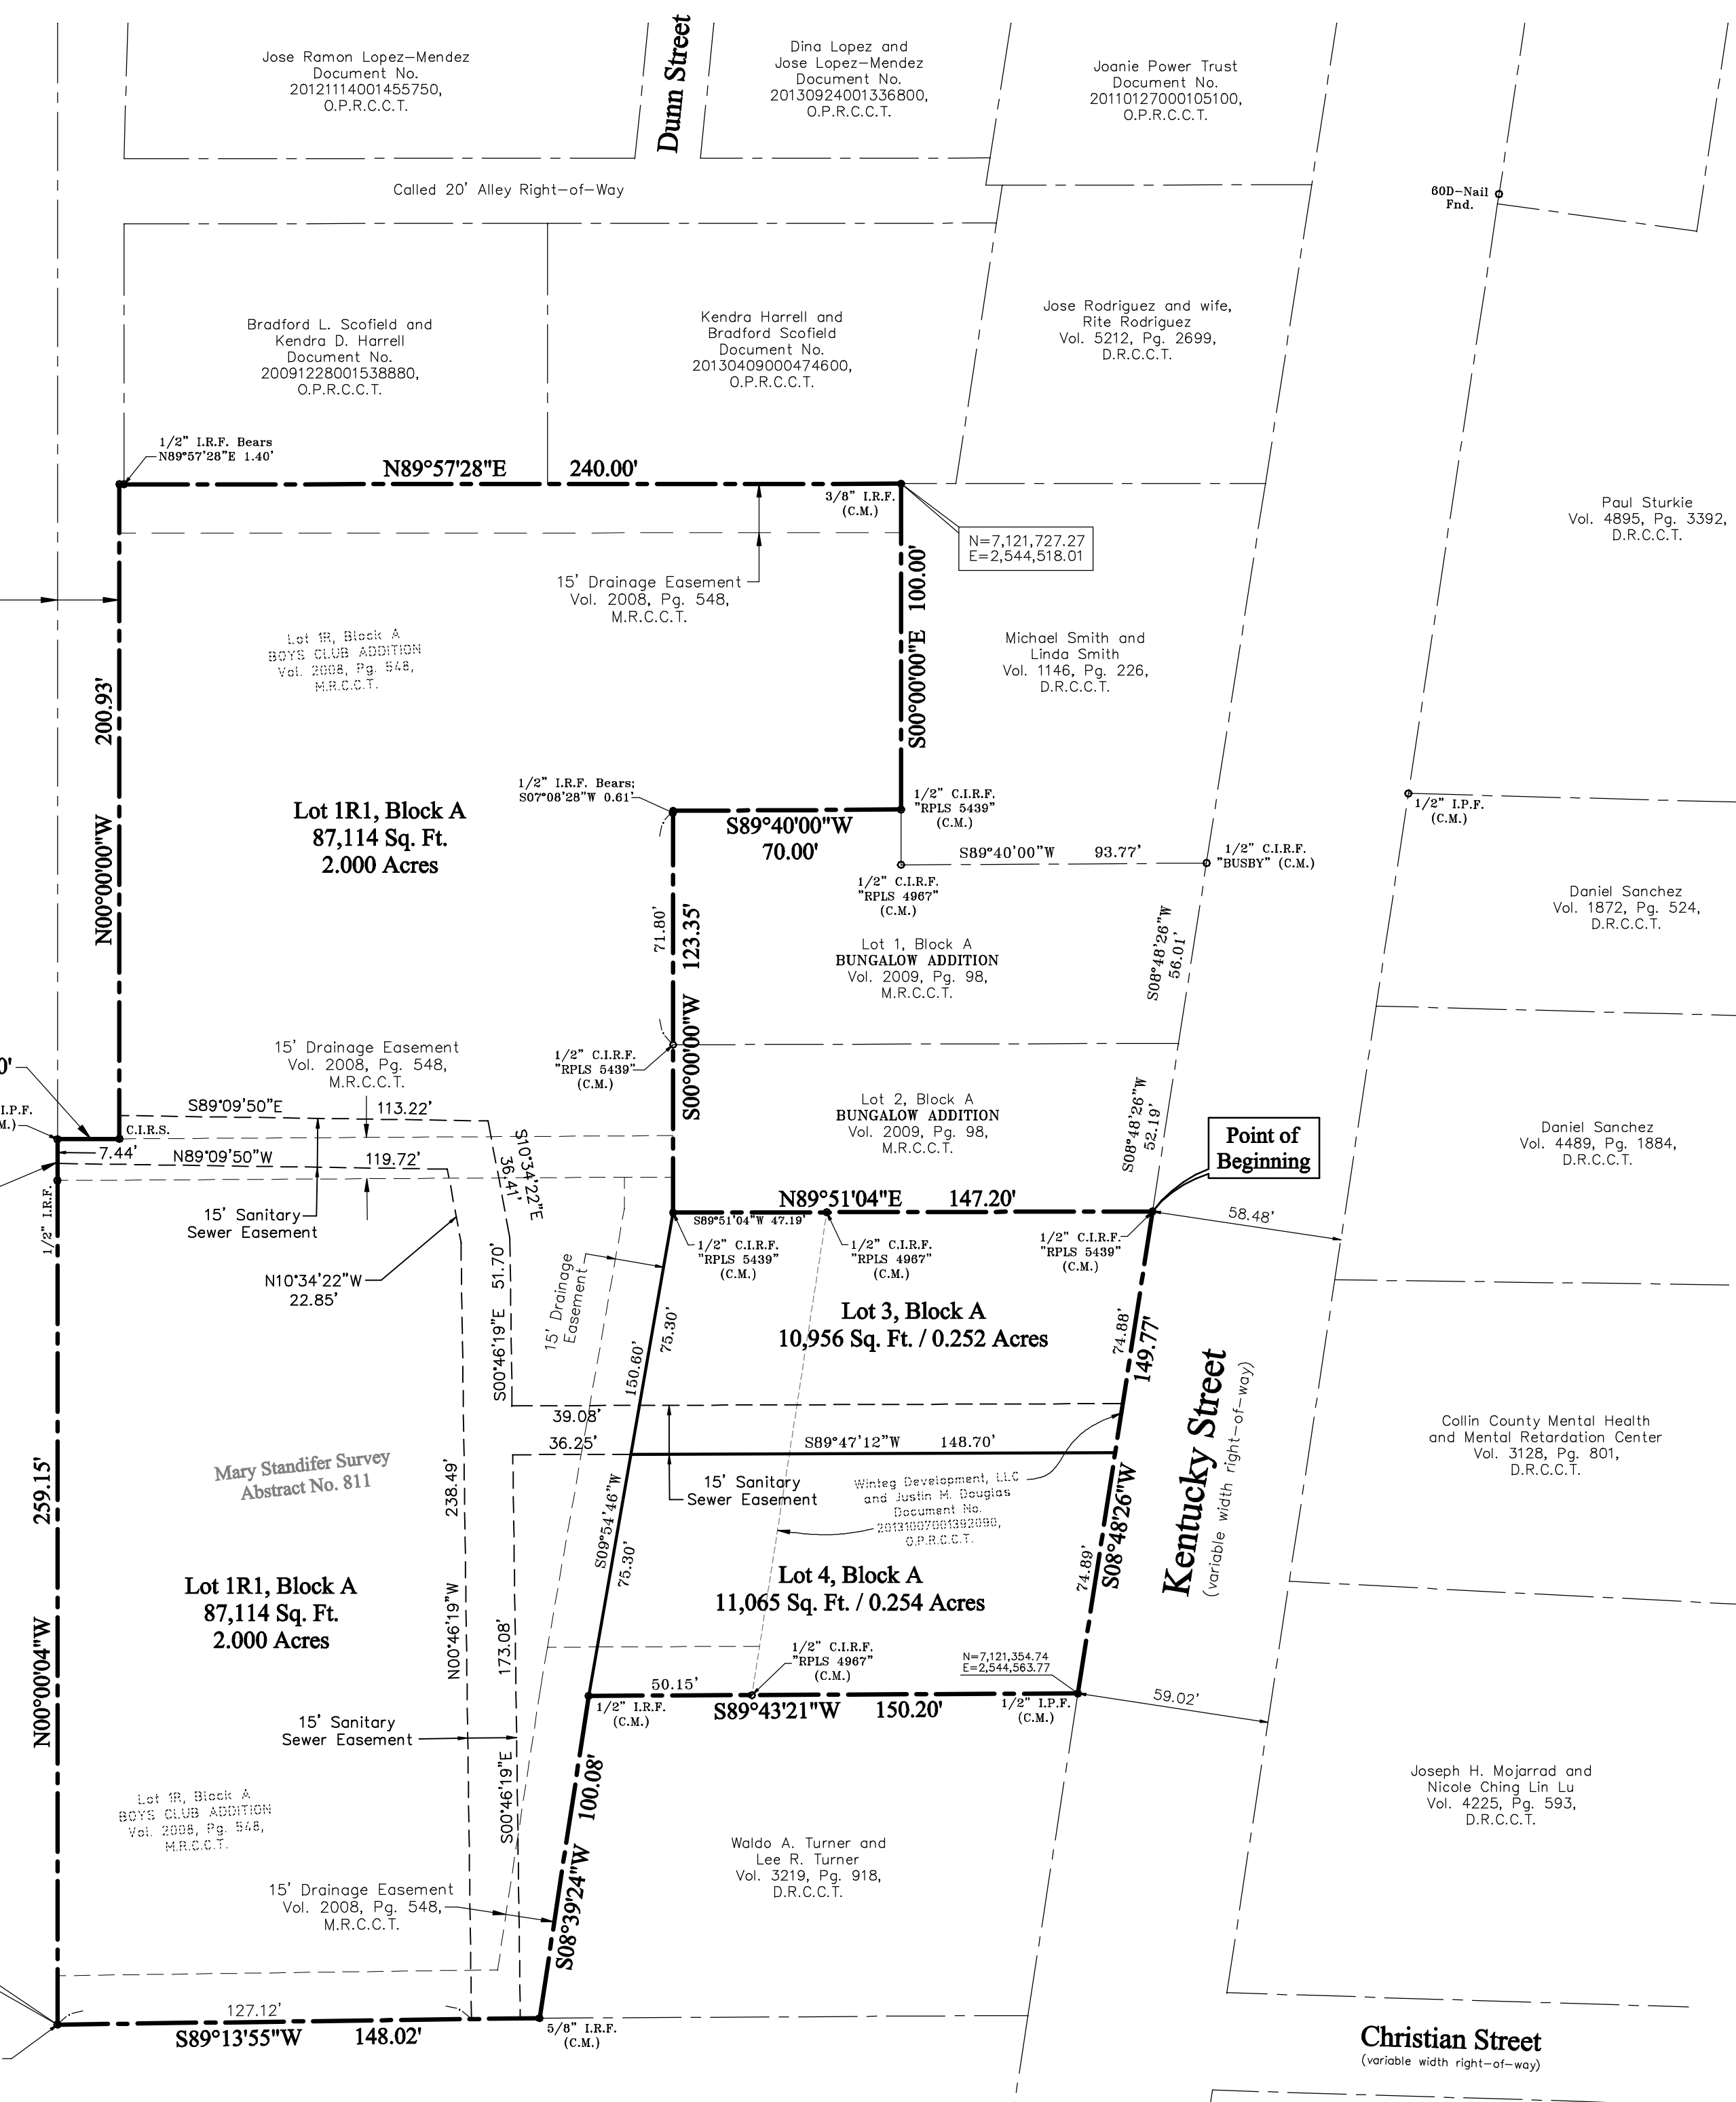 Jose Ramon Lopez-Mendez
Document No.
20121114001455750,
O.P.R.C.C.T.
Dunn Street
Dina Lopez and
Jose Lopez-Mendez
Document No.
20130924001336800,
O.P.R.C.C.T.
Joanie Power Trust
Document No.
20110127000105100,
O.P.R.C.C.T.
Called 20' Alley Right-of-Way
60D-Nail
Fnd.
Bradford L. Scofield and
Kendra D. Harrell
Document No.
20091228001538880,
O.P.R.C.C.T.
Kendra Harrell and
Bradford Scofield
Document No.
20130409000474600,
O.P.R.C.C.T.
Jose Rodriguez and wife,
Rite Rodriguez
Vol. 5212, Pg. 2699,
D.R.C.C.T.
1/2" I.R.F. Bears
N89°57'28"E 1.40'
N89°57'28"E 240.00'
3/8" I.R.F.
(C.M.)
N=7,121,727.27
E=2,544,518.01
Paul Sturkie
Vol. 4895, Pg. 3392,
D.R.C.C.T.
15' Drainage Easement
Vol. 2008, Pg. 548,
M.R.C.C.T.
S00°00'00"E 100.00'
Lot 1R, Block A
BOYS CLUB ADDITION
Vol. 2008, Pg. 548,
M.R.C.C.T.
Michael Smith and
Linda Smith
Vol. 1146, Pg. 226,
D.R.C.C.T.
N00°00'00"W 200.93'
1/2" I.R.F. Bears;
S07°08'28"W 0.61'
Lot 1R1, Block A
87,114 Sq. Ft.
2.000 Acres
S89°40'00"W
70.00'
1/2" C.I.R.F.
"RPLS 5439"
(C.M.)
1/2" I.P.F.
(C.M.)
S89°40'00"W 93.77'
1/2" C.I.R.F.
"BUSBY" (C.M.)
1/2" C.I.R.F.
"RPLS 4967"
(C.M.)
Daniel Sanchez
Vol. 1872, Pg. 524,
D.R.C.C.T.
71.80'
S00°00'00"W 123.35'
Lot 1, Block A
BUNGALOW ADDITION
Vol. 2009, Pg. 98,
M.R.C.C.T.
S08°48'26"W
56.01'
15' Drainage Easement
Vol. 2008, Pg. 548,
M.R.C.C.T.
1/2" C.I.R.F.
"RPLS 5439"
(C.M.)
0'
I.P.F.
M.)
S89°09'50"E 113.22'
C.I.R.S.
7.44'
N89°09'50"W 119.72'
S10°34'22"E
36.41'
Lot 2, Block A
BUNGALOW ADDITION
Vol. 2009, Pg. 98,
M.R.C.C.T.
S08°48'26"W
52.19'
Point of
Beginning
Daniel Sanchez
Vol. 4489, Pg. 1884,
D.R.C.C.T.
1/2" I.R.F.
15' Sanitary
Sewer Easement
N89°51'04"E 147.20'
S89°51'04"W 47.19'
58.48'
1/2" C.I.R.F.
"RPLS 5439"
(C.M.)
1/2" C.I.R.F.
"RPLS 4967"
(C.M.)
1/2" C.I.R.F.
"RPLS 5439"
(C.M.)
N10°34'22"W
22.85'
S00°46'19"E 51.70'
15' Drainage
Easement
150.60'
75.30'
Lot 3, Block A
10,956 Sq. Ft. / 0.252 Acres
74.88'
149.77'
S08°48'26"W
Kentucky Street
(variable width right-of-way)
39.08'
36.25'
S89°47'12"W 148.70'
Collin County Mental Health
and Mental Retardation Center
Vol. 3128, Pg. 801,
D.R.C.C.T.
Mary Standifer Survey
Abstract No. 811
N00°00'04"W 259.15'
N00°46'19"W 238.49'
15' Sanitary
Sewer Easement
Winteg Development, LLC
and Justin M. Douglas
Document No.
20131007001392090,
O.P.R.C.C.T.
S09°54'46"W
75.30'
74.89'
Lot 4, Block A
11,065 Sq. Ft. / 0.254 Acres
Lot 1R1, Block A
87,114 Sq. Ft.
2.000 Acres
173.08'
S00°46'19"E
1/2" C.I.R.F.
"RPLS 4967"
(C.M.)
N=7,121,354.74
E=2,544,563.77
50.15'
S89°43'21"W 150.20'
1/2" I.R.F.
(C.M.)
1/2" I.P.F.
(C.M.)
59.02'
15' Sanitary
Sewer Easement
S08°39'24"W 100.08'
Lot 1R, Block A
BOYS CLUB ADDITION
Vol. 2008, Pg. 548,
M.R.C.C.T.
Joseph H. Mojarrad and
Nicole Ching Lin Lu
Vol. 4225, Pg. 593,
D.R.C.C.T.
Waldo A. Turner and
Lee R. Turner
Vol. 3219, Pg. 918,
D.R.C.C.T.
15' Drainage Easement
Vol. 2008, Pg. 548,
M.R.C.C.T.
127.12'
S89°13'55"W 148.02'
5/8" I.R.F.
(C.M.)
Christian Street
(variable width right-of-way)